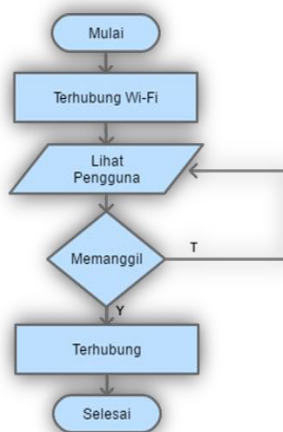 Mulai
Terhubung Wi-Fi
Lihat
Pengguna
Memanggil
T
Y
Terhubung
Selesai